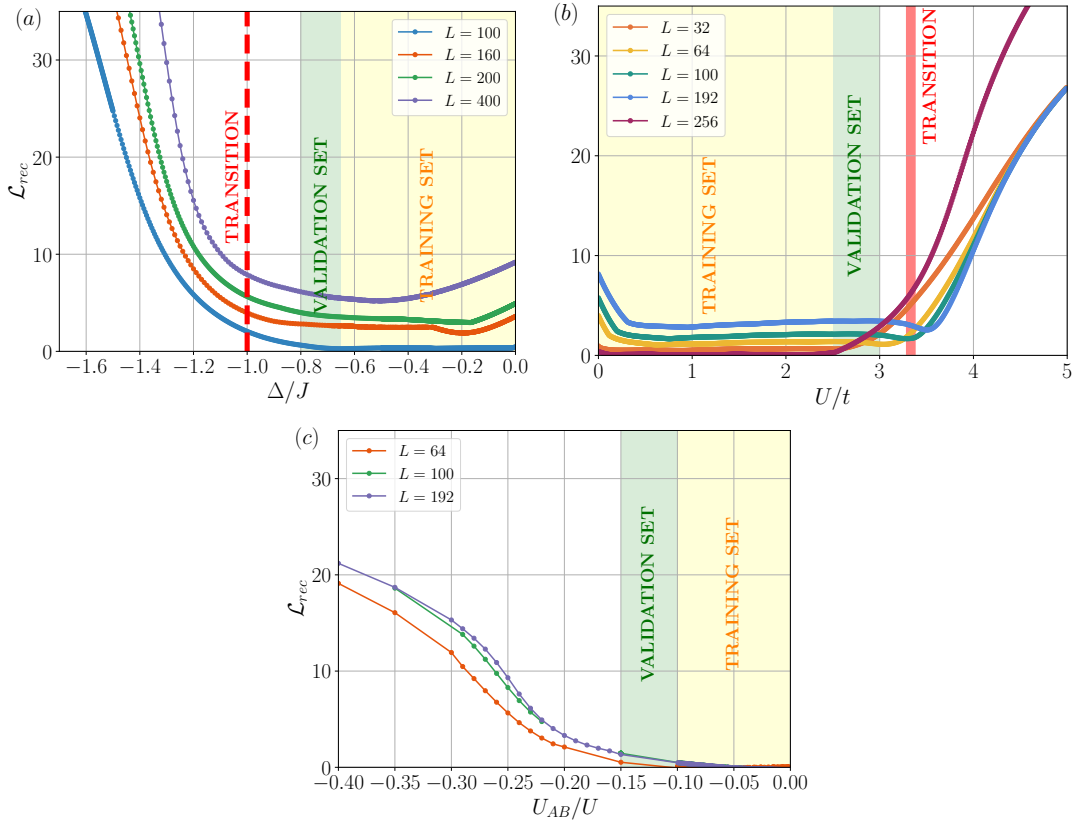 (a)
L = 100
L = 160
L = 200
L = 400
TRANSITION
VALIDATION SET
TRAINING SET
30
20
10
0
−1.6 −1.4 −1.2 −1.0 −0.8 −0.6 −0.4 −0.2 0.0
Δ/J
ℒ_rec
(b)
L = 32
L = 64
L = 100
L = 192
L = 256
TRAINING SET
VALIDATION SET
TRANSITION
30
20
10
0
0 1 2 3 4 5
U/t
(c)
L = 64
L = 100
L = 192
VALIDATION SET
TRAINING SET
30
20
10
0
−0.40 −0.35 −0.30 −0.25 −0.20 −0.15 −0.10 −0.05 0.00
U_AB/U
ℒ_rec